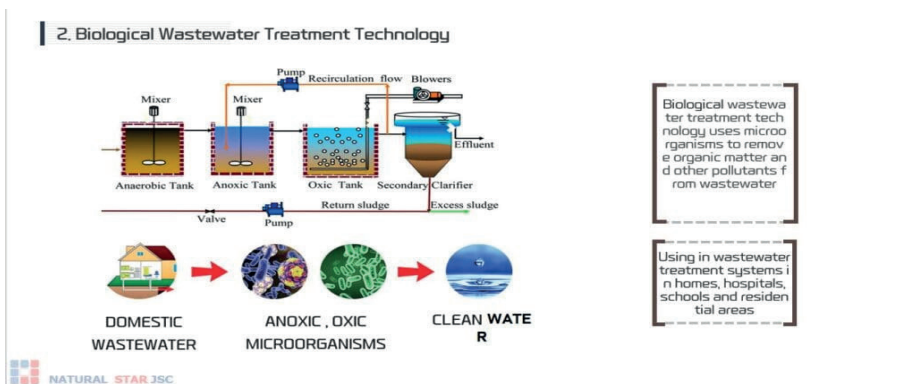 2. Biological Wastewater Treatment Technology
Pump
Recirculation flow
Blowers
Mixer
Mixer
Effluent
Anaerobic Tank
Anoxic Tank
Oxic Tank
Secondary Clarifier
Return sludge
Excess sludge
Valve
Pump
DOMESTIC
WASTEWATER
ANOXIC , OXIC
MICROORGANISMS
CLEAN WATE
R
Biological wastewa
ter treatment tech
nology uses microo
rganisms to remov
e organic matter an
d other pollutants f
rom wastewater
Using in wastewater
treatment systems i
n homes, hospitals,
schools and residen
tial areas
NATURAL STAR JSC